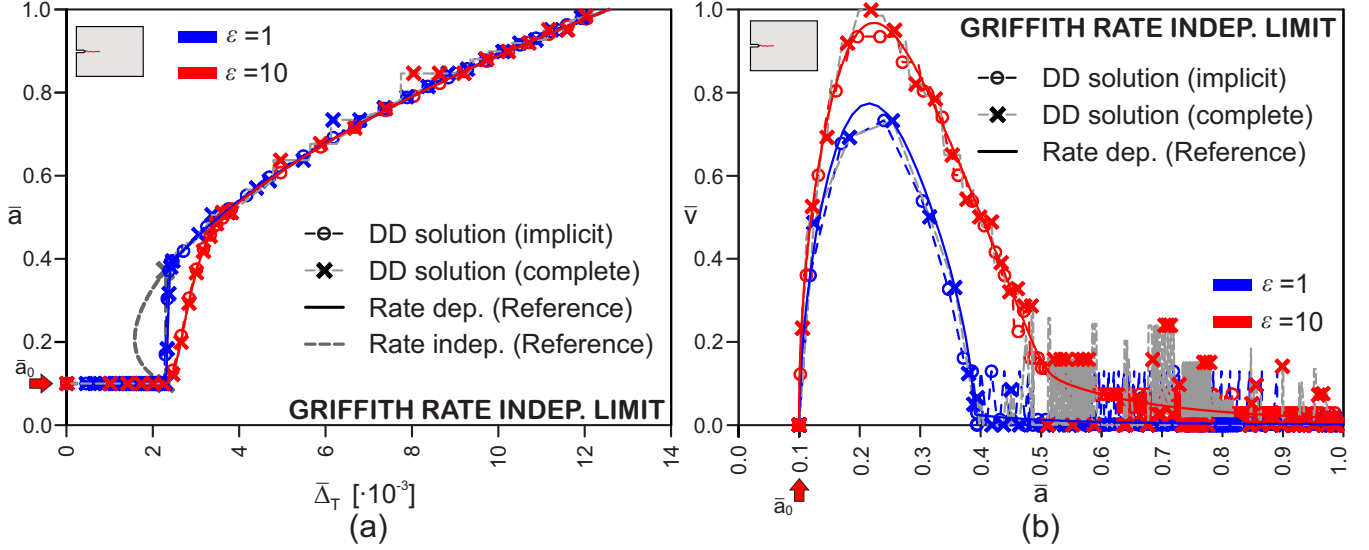 1.0
0.8
0.6
0.4
0.2
0.0
ā
ā₀
ε = 1
ε = 10
DD solution (implicit)
DD solution (complete)
Rate dep. (Reference)
Rate indep. (Reference)
GRIFFITH RATE INDEP. LIMIT
0 2 4 6 8 10 12 14
Δ̄_T [·10⁻³]
(a)
GRIFFITH RATE INDEP. LIMIT
DD solution (implicit)
DD solution (complete)
Rate dep. (Reference)
1.0
0.8
0.6
0.4
0.2
0.0
v̄
ε = 1
ε = 10
0.0 0.1 0.2 0.3 0.4 0.5 0.6 0.7 0.8 0.9 1.0
ā₀
ā
(b)